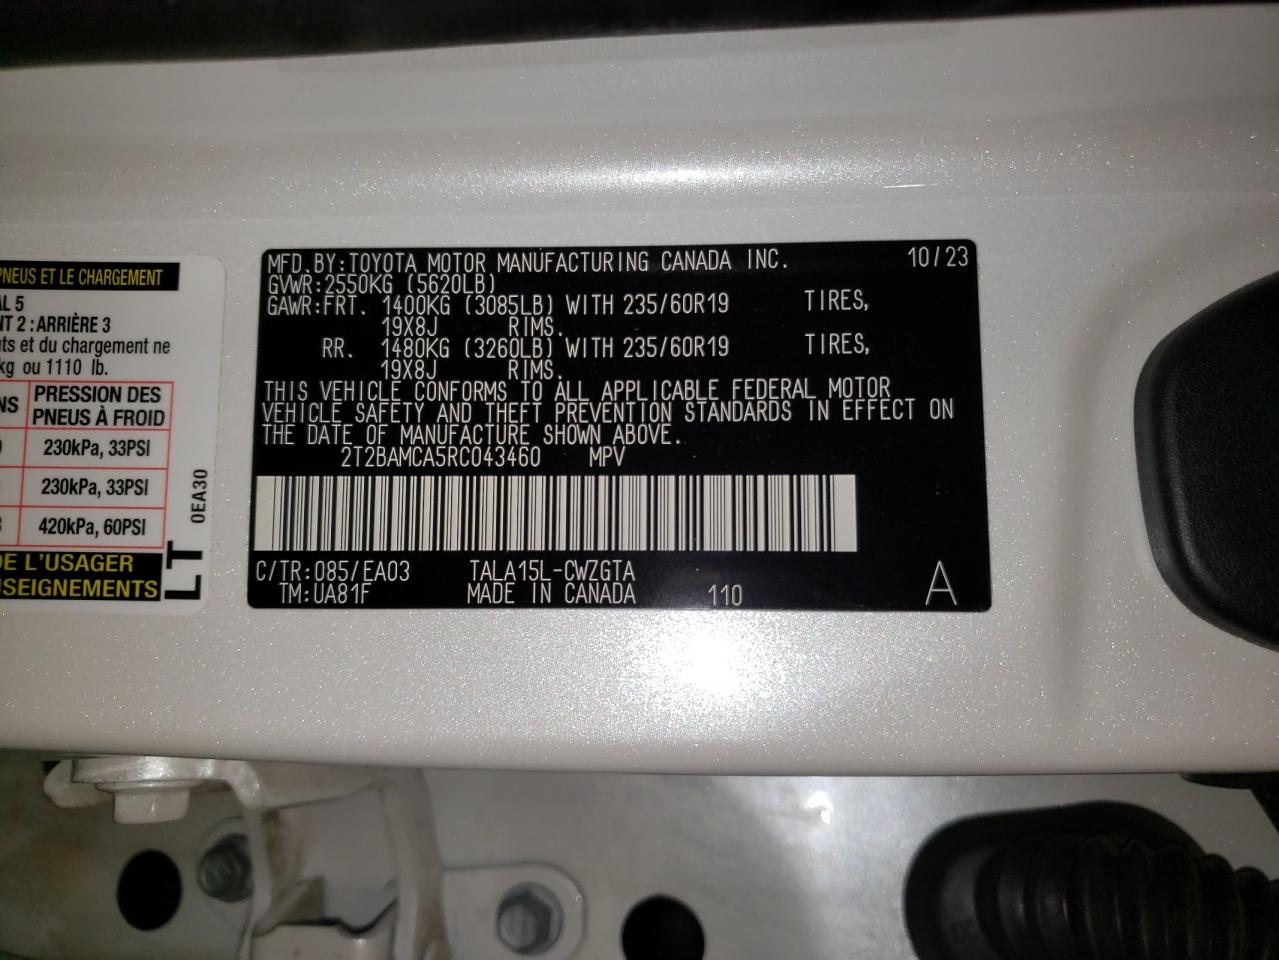 PNEUS ET LE CHARGEMENT
AL 5
NT 2 : ARRIÈRE 3
ts et du chargement ne
kg ou 1110 lb.
NS
PRESSION DES
PNEUS À FROID
230kPa, 33PSI
230kPa, 33PSI
420kPa, 60PSI
DE L'USAGER
NSEIGNEMENTS
LT
0EA30
MFD.BY:TOYOTA MOTOR MANUFACTURING CANADA INC. 10/23
GVWR:2550KG (5620LB)
GAWR:FRT. 1400KG (3085LB) WITH 235/60R19 TIRES,
19X8J RIMS.
RR. 1480KG (3260LB) WITH 235/60R19 TIRES,
19X8J RIMS.
THIS VEHICLE CONFORMS TO ALL APPLICABLE FEDERAL MOTOR
VEHICLE SAFETY AND THEFT PREVENTION STANDARDS IN EFFECT ON
THE DATE OF MANUFACTURE SHOWN ABOVE.
2T2BAMCA5RC043460 MPV
C/TR:085/EA03 TALA15L-CWZGTA
TM:UA81F MADE IN CANADA 110 A